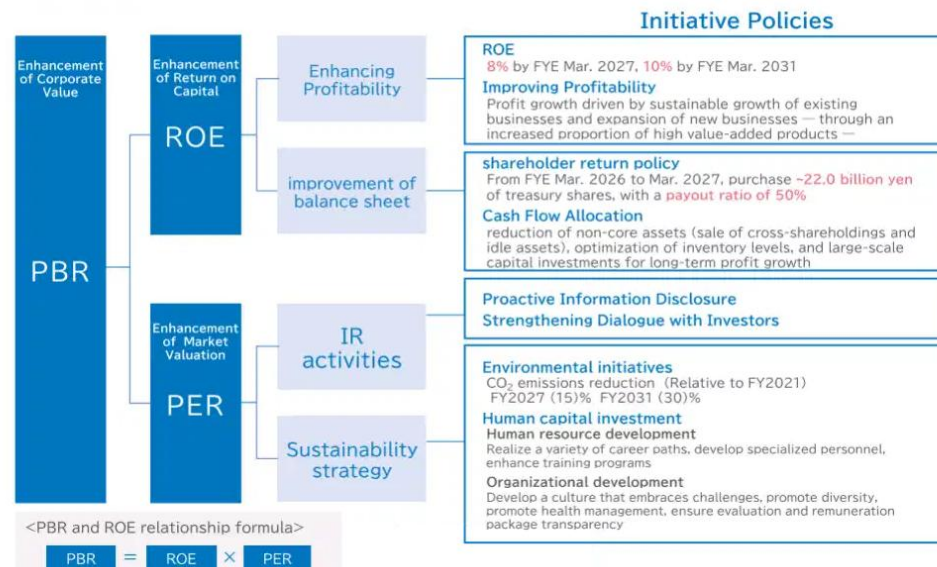 Initiative Policies
Enhancement
of Corporate
Value
PBR
Enhancement
of Return on
Capital
ROE
Enhancing
Profitability
improvement of
balance sheet
Enhancement
of Market
Valuation
PER
IR
activities
Sustainability
strategy
ROE
8% by FYE Mar. 2027, 10% by FYE Mar. 2031
Improving Profitability
Profit growth driven by sustainable growth of existing
businesses and expansion of new businesses — through an
increased proportion of high value-added products —
shareholder return policy
From FYE Mar. 2026 to Mar. 2027, purchase ~22.0 billion yen
of treasury shares, with a payout ratio of 50%
Cash Flow Allocation
reduction of non-core assets (sale of cross-shareholdings and
idle assets), optimization of inventory levels, and large-scale
capital investments for long-term profit growth
Proactive Information Disclosure
Strengthening Dialogue with Investors
Environmental initiatives
CO₂ emissions reduction (Relative to FY2021)
FY2027 (15)% FY2031 (30)%
Human capital investment
Human resource development
Realize a variety of career paths, develop specialized personnel,
enhance training programs
Organizational development
Develop a culture that embraces challenges, promote diversity,
promote health management, ensure evaluation and remuneration
package transparency
<PBR and ROE relationship formula>
PBR = ROE × PER